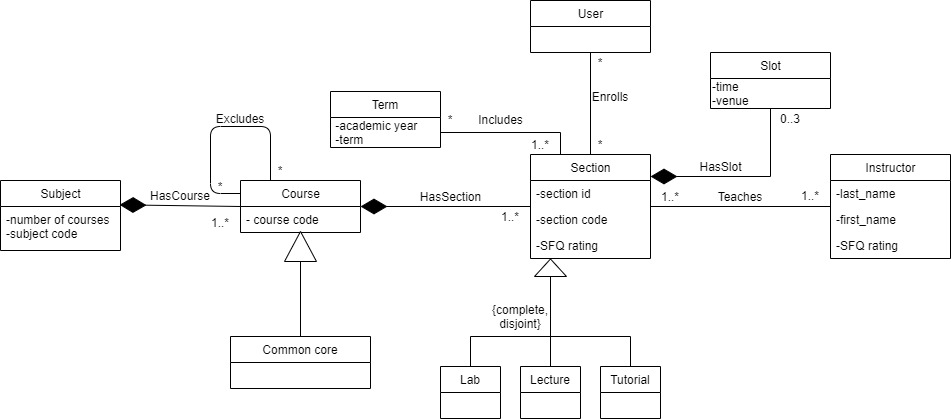 User
*
Enrolls
*
Slot
-time
-venue
0..3
HasSlot
Term
-academic year
-term
*
Includes
1..*
Excludes
*
*
Subject
-number of courses
-subject code
HasCourse
1..*
Course
- course code
HasSection
1..*
Section
-section id
-section code
-SFQ rating
1..*
Teaches
1..*
Instructor
-last_name
-first_name
-SFQ rating
{complete,
disjoint}
Common core
Lab
Lecture
Tutorial